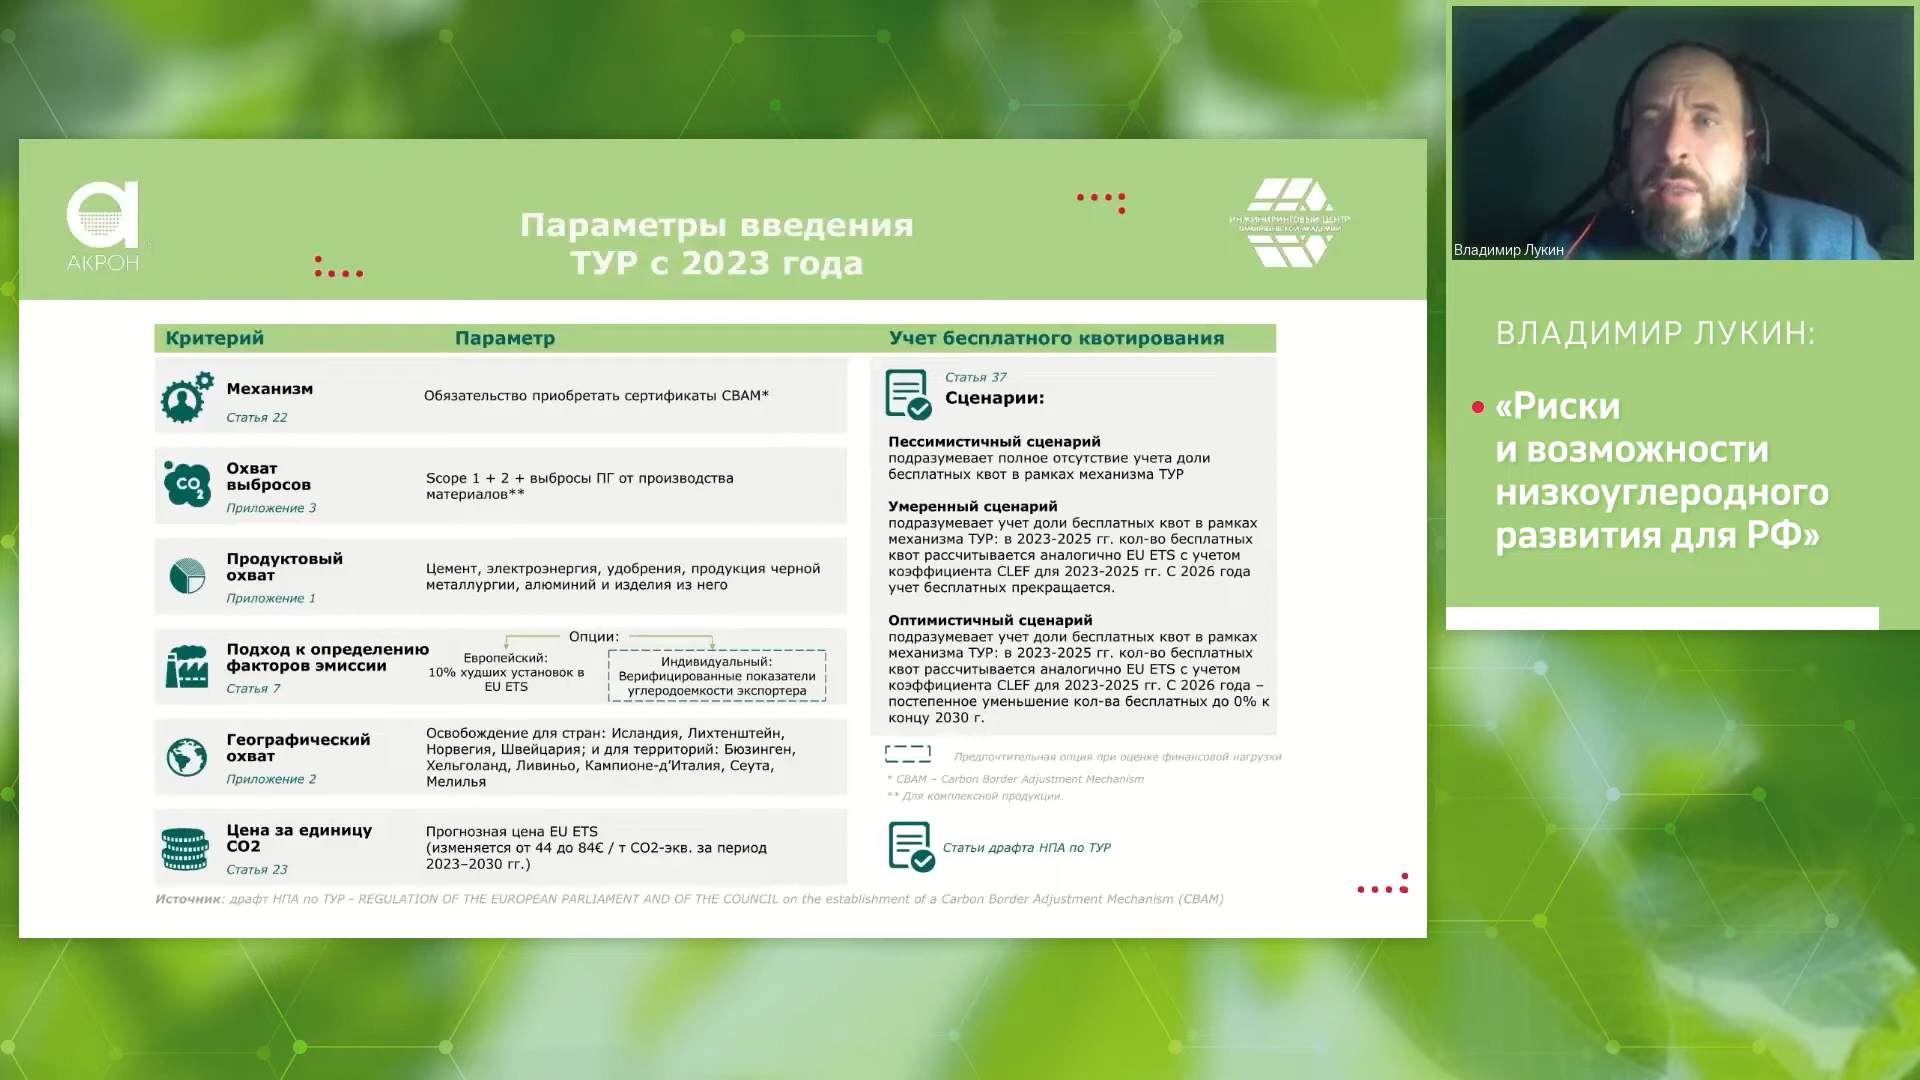 АКРОН
Параметры введения
ТУР с 2023 года
ИНЖИНИРИНГОВЫЙ ЦЕНТР
ТИМИРЯЗЕВСКОЙ АКАДЕМИИ
Критерий Параметр Учет бесплатного квотирования
Механизм
Статья 22
Обязательство приобретать сертификаты CBAM*
CO2
Охват
выбросов
Приложение 3
Scope 1 + 2 + выбросы ПГ от производства
материалов**
Продуктовый
охват
Приложение 1
Цемент, электроэнергия, удобрения, продукция черной
металлургии, алюминий и изделия из него
Подход к определению
факторов эмиссии
Статья 7
Опции:
Европейский:
10% худших установок в
EU ETS
Индивидуальный:
Верифицированные показатели
углеродоемкости экспортера
Географический
охват
Приложение 2
Освобождение для стран: Исландия, Лихтенштейн,
Норвегия, Швейцария; и для территорий: Бюзинген,
Хельголанд, Ливиньо, Кампионе-д’Италия, Сеута,
Мелилья
Цена за единицу
CO2
Статья 23
Прогнозная цена EU ETS
(изменяется от 44 до 84€ / т CO2-экв. за период
2023–2030 гг.)
Статья 37
Сценарии:
Пессимистичный сценарий
подразумевает полное отсутствие учета доли
бесплатных квот в рамках механизма ТУР
Умеренный сценарий
подразумевает учет доли бесплатных квот в рамках
механизма ТУР: в 2023-2025 гг. кол-во бесплатных
квот рассчитывается аналогично EU ETS с учетом
коэффициента CLEF для 2023-2025 гг. С 2026 года
учет бесплатных прекращается.
Оптимистичный сценарий
подразумевает учет доли бесплатных квот в рамках
механизма ТУР: в 2023-2025 гг. кол-во бесплатных
квот рассчитывается аналогично EU ETS с учетом
коэффициента CLEF для 2023-2025 гг. С 2026 года –
постепенное уменьшение кол-ва бесплатных до 0% к
концу 2030 г.
Предпочтительная опция при оценке финансовой нагрузки
* CBAM – Carbon Border Adjustment Mechanism
** Для комплексной продукции.
Статьи драфта НПА по ТУР
Источник: драфт НПА по ТУР - REGULATION OF THE EUROPEAN PARLIAMENT AND OF THE COUNCIL on the establishment of a Carbon Border Adjustment Mechanism (CBAM)
Владимир Лукин
ВЛАДИМИР ЛУКИН:
«Риски
и возможности
низкоуглеродного
развития для РФ»